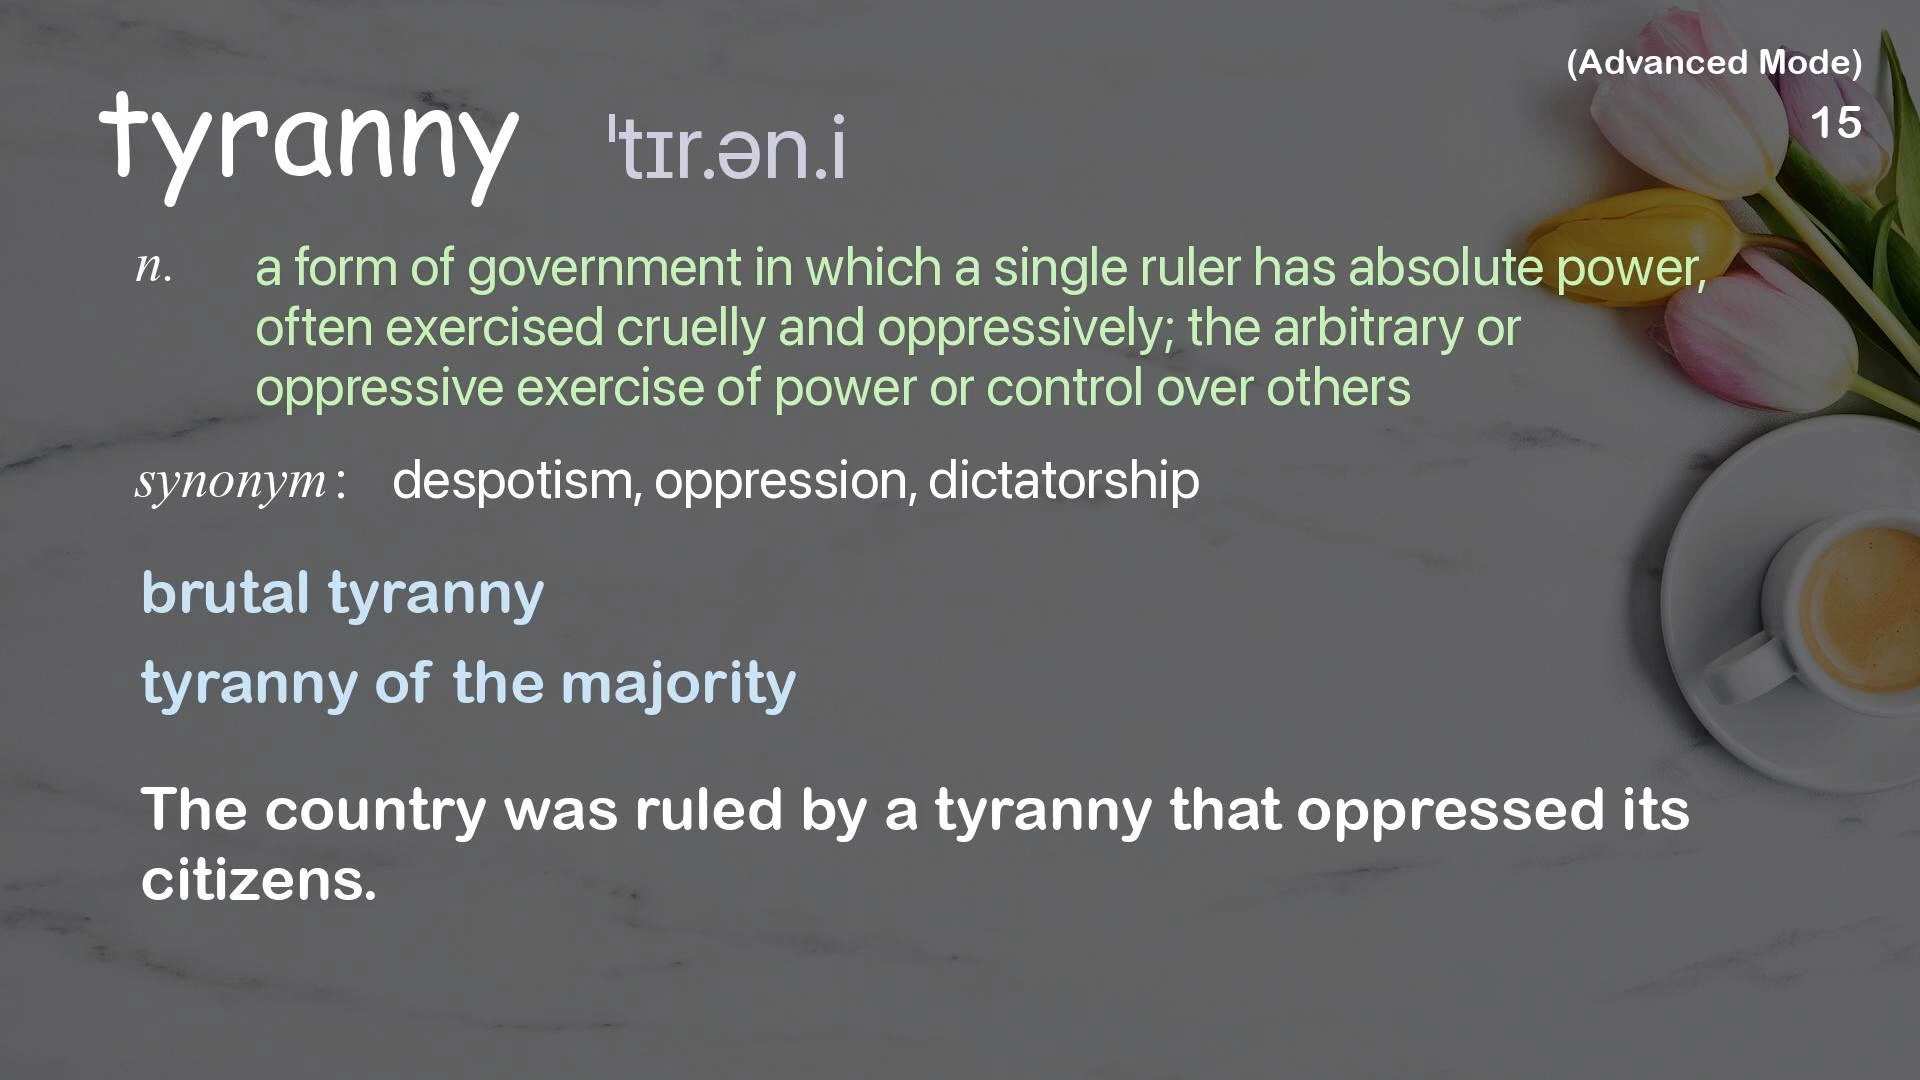 (Advanced Mode)
15
tyranny ˈtɪr.ən.i
n. a form of government in which a single ruler has absolute power,
often exercised cruelly and oppressively; the arbitrary or
oppressive exercise of power or control over others
synonym : despotism, oppression, dictatorship
brutal tyranny
tyranny of the majority
The country was ruled by a tyranny that oppressed its
citizens.